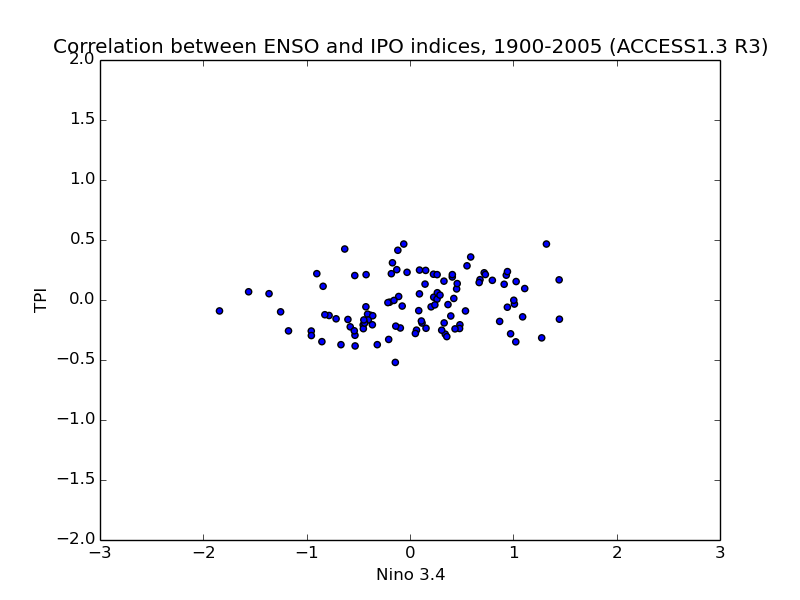 Correlation between ENSO and IPO indices, 1900-2005 (ACCESS1.3 R3)
2.0
1.5
1.0
0.5
0.0
−0.5
−1.0
−1.5
−2.0
TPI
−3 −2 −1 0 1 2 3
Nino 3.4